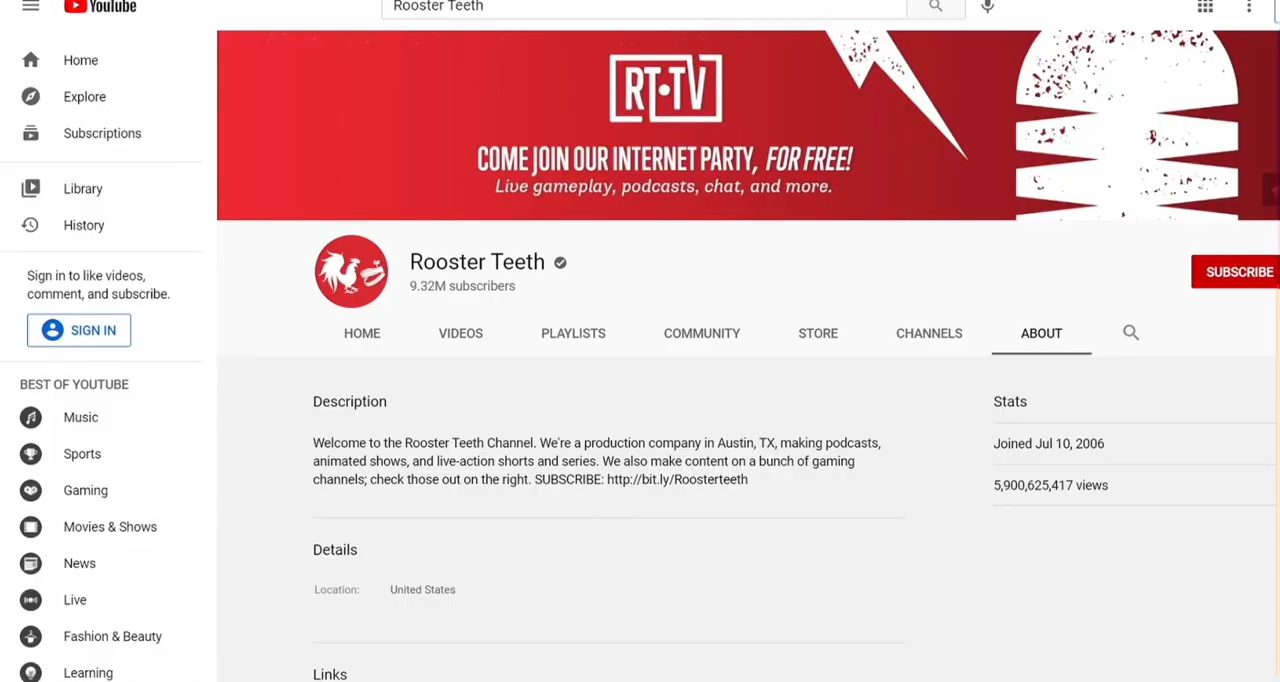 YouTube
Rooster Teeth
Home
Explore
Subscriptions
Library
History
Sign in to like videos,
comment, and subscribe.
SIGN IN
BEST OF YOUTUBE
Music
Sports
Gaming
Movies & Shows
News
Live
Fashion & Beauty
Learning
RT·TV
COME JOIN OUR INTERNET PARTY, FOR FREE!
Live gameplay, podcasts, chat, and more.
Rooster Teeth
9.32M subscribers
SUBSCRIBE
HOME VIDEOS PLAYLISTS COMMUNITY STORE CHANNELS ABOUT
Description
Welcome to the Rooster Teeth Channel. We're a production company in Austin, TX, making podcasts,
animated shows, and live-action shorts and series. We also make content on a bunch of gaming
channels; check those out on the right. SUBSCRIBE: http://bit.ly/Roosterteeth
Details
Location: United States
Links
Stats
Joined Jul 10, 2006
5,900,625,417 views